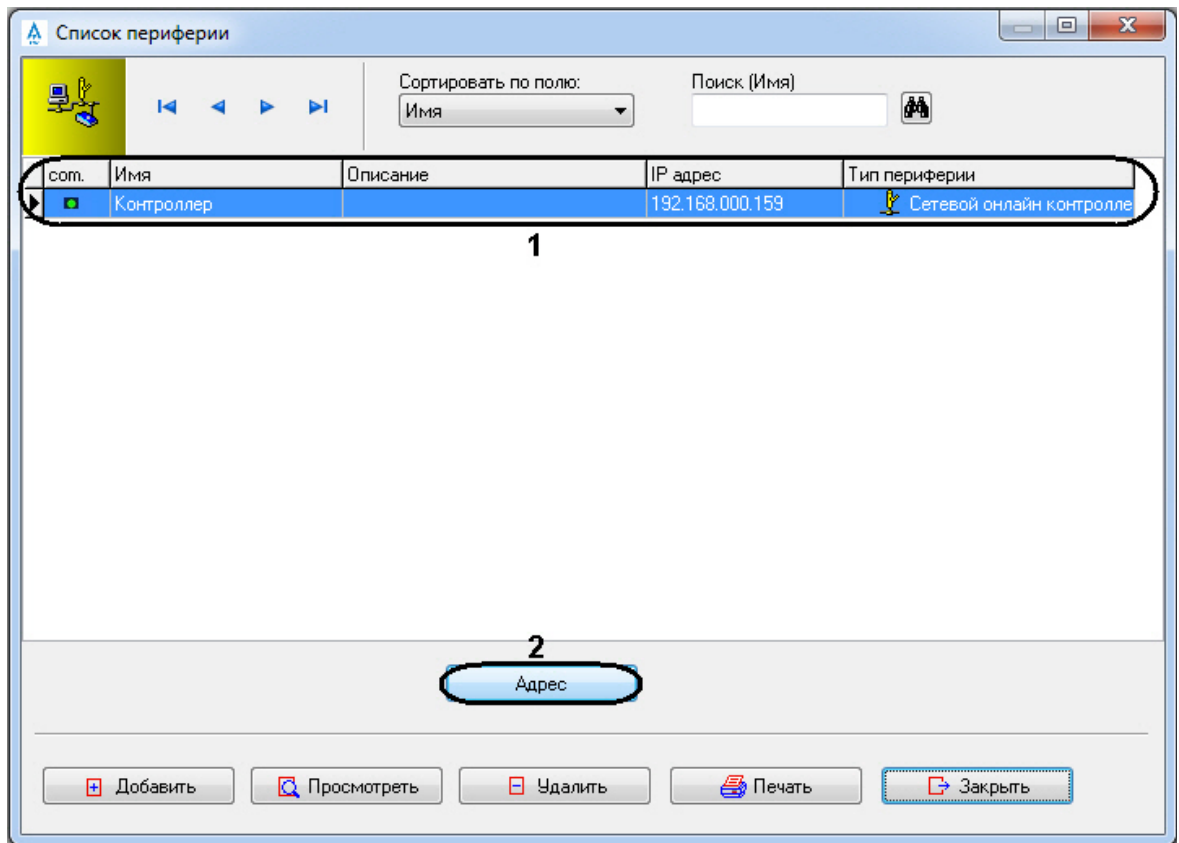 Список периферии
Сортировать по полю: Поиск (Имя)
Имя
com. Имя Описание IP адрес Тип периферии
Контроллер 192.168.000.159 Сетевой онлайн контролле
1
2
Адрес
Добавить Просмотреть Удалить Печать Закрыть